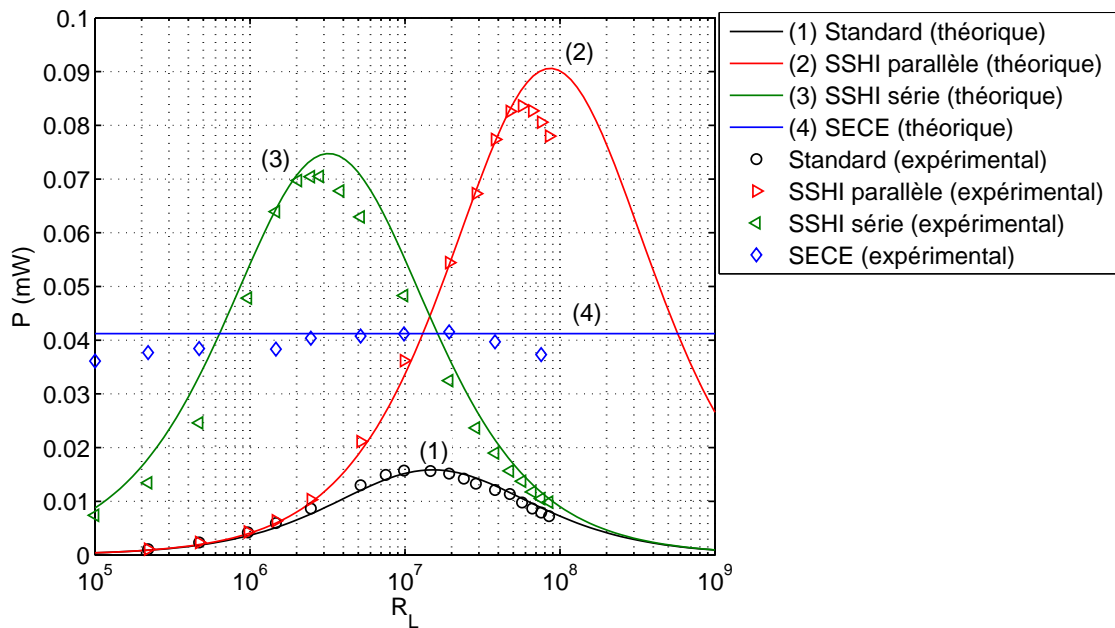 0.1
0.09
0.08
0.07
0.06
0.05
0.04
0.03
0.02
0.01
0
P (mW)
10^5
10^6
10^7
10^8
10^9
R_L
(1)
(2)
(3)
(4)
(1) Standard (théorique)
(2) SSHI parallèle (théorique)
(3) SSHI série (théorique)
(4) SECE (théorique)
Standard (expérimental)
SSHI parallèle (expérimental)
SSHI série (expérimental)
SECE (expérimental)